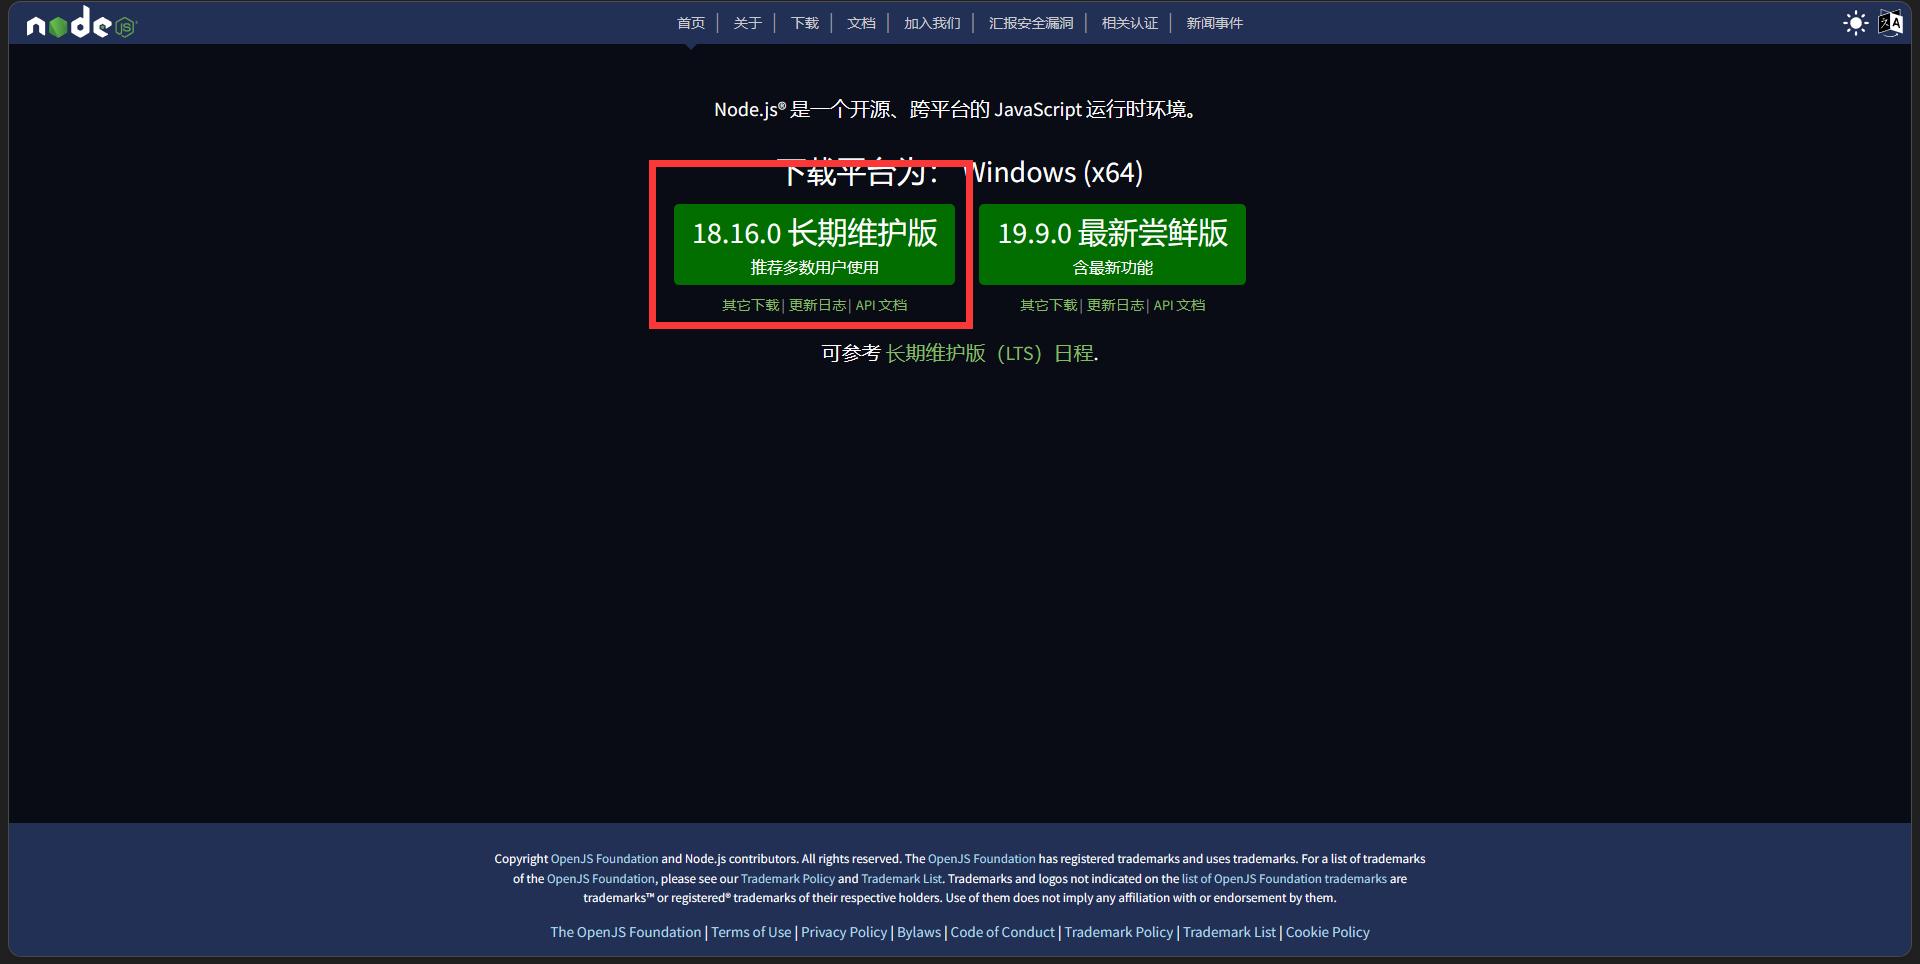 node JS
首页 | 关于 | 下载 | 文档 | 加入我们 | 汇报安全漏洞 | 相关认证 | 新闻事件
Node.js® 是一个开源、跨平台的 JavaScript 运行时环境。
下载平台为： Windows (x64)
18.16.0 长期维护版
推荐多数用户使用
其它下载 | 更新日志 | API 文档
19.9.0 最新尝鲜版
含最新功能
其它下载 | 更新日志 | API 文档
可参考 长期维护版（LTS）日程.
Copyright OpenJS Foundation and Node.js contributors. All rights reserved. The OpenJS Foundation has registered trademarks and uses trademarks. For a list of trademarks
of the OpenJS Foundation, please see our Trademark Policy and Trademark List. Trademarks and logos not indicated on the list of OpenJS Foundation trademarks are
trademarks™ or registered® trademarks of their respective holders. Use of them does not imply any affiliation with or endorsement by them.
The OpenJS Foundation | Terms of Use | Privacy Policy | Bylaws | Code of Conduct | Trademark Policy | Trademark List | Cookie Policy